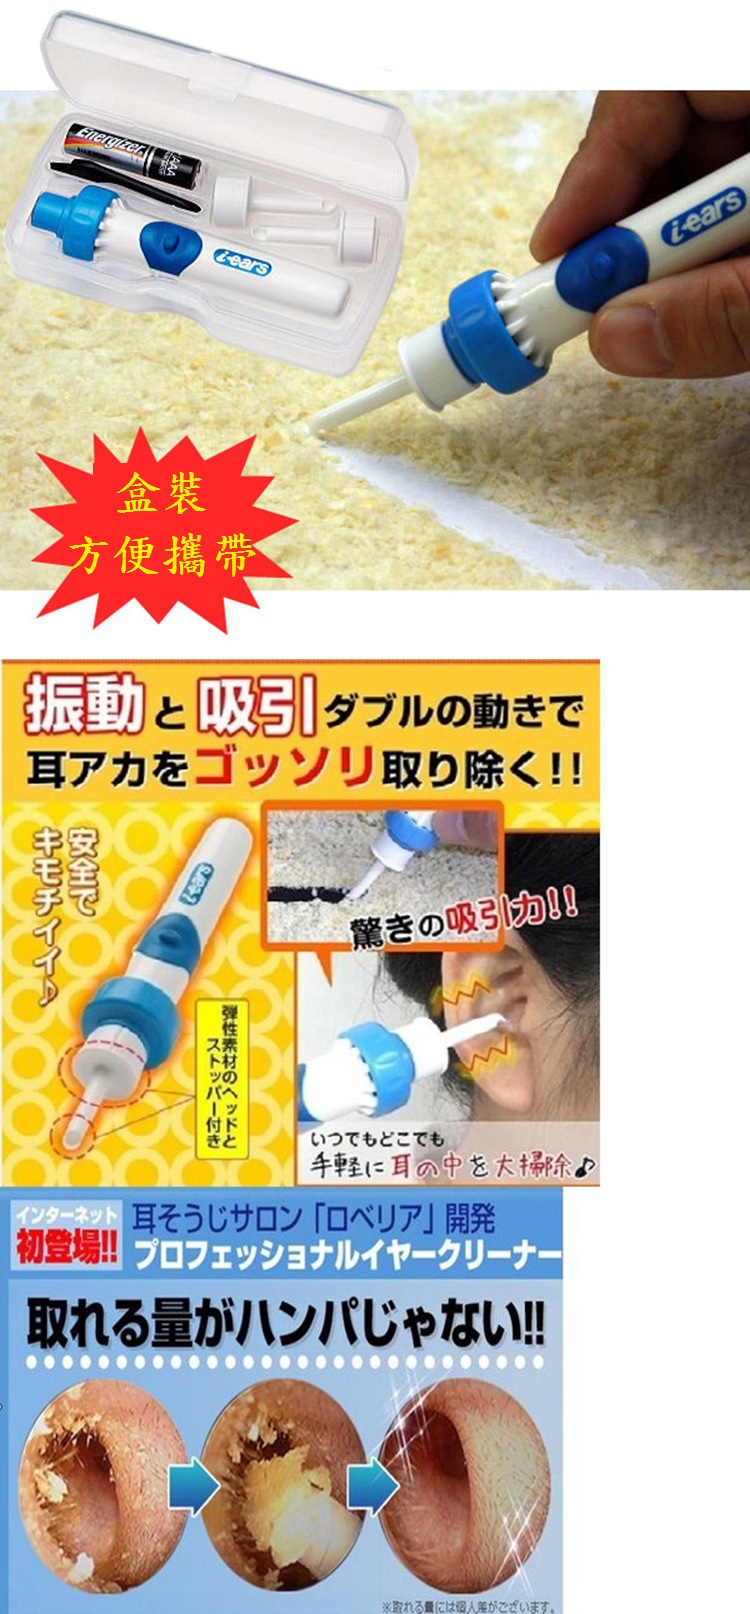 Energizer
AAA
i-ears
i-ears
盒裝
方便攜帶
振動と吸引ダブルの動きで
耳アカをゴッソリ取り除く!!
安全で
キモチイイ♪
i-ears
驚きの吸引力!!
弾性素材のヘッドと
ストッパー付き
いつでもどこでも
手軽に耳の中を大掃除♪
インターネット
初登場!!
耳そうじサロン「ロベリア」開発
プロフェッショナルイヤークリーナー
取れる量がハンパじゃない!!
※取れる量には個人差がございます。